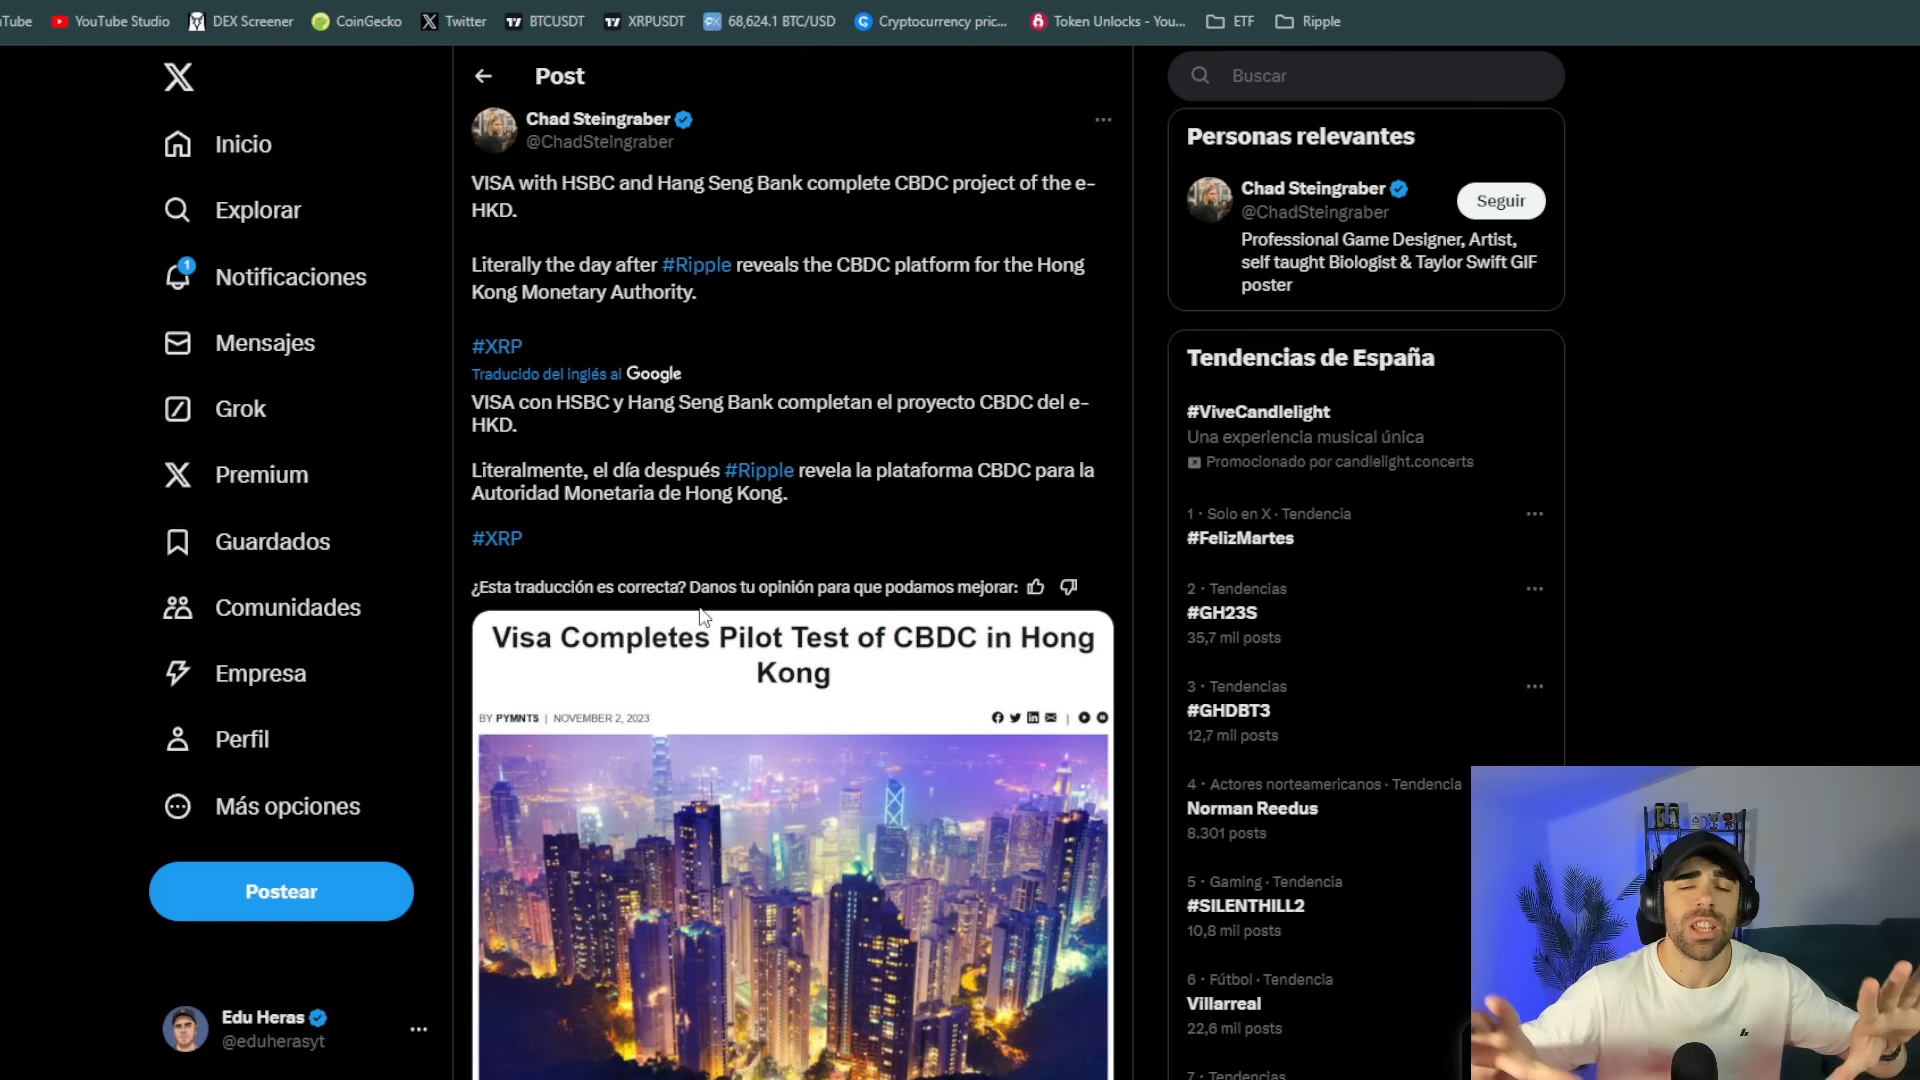 uTube
YouTube Studio
DEX Screener
CoinGecko
Twitter
BTCUSDT
XRPUSDT
68,624.1 BTC/USD
Cryptocurrency pric...
Token Unlocks - You...
ETF
Ripple
Inicio
Explorar
1
Notificaciones
Mensajes
Grok
Premium
Guardados
Comunidades
Empresa
Perfil
Más opciones
Postear
Edu Heras
@eduherasyt
Post
Chad Steingraber
@ChadSteingraber
VISA with HSBC and Hang Seng Bank complete CBDC project of the e-
HKD.
Literally the day after #Ripple reveals the CBDC platform for the Hong
Kong Monetary Authority.
#XRP
Traducido del inglés al Google
VISA con HSBC y Hang Seng Bank completan el proyecto CBDC del e-
HKD.
Literalmente, el día después #Ripple revela la plataforma CBDC para la
Autoridad Monetaria de Hong Kong.
#XRP
¿Esta traducción es correcta? Danos tu opinión para que podamos mejorar:
Visa Completes Pilot Test of CBDC in Hong
Kong
BY PYMNTS | NOVEMBER 2, 2023
Buscar
Personas relevantes
Chad Steingraber
@ChadSteingraber
Seguir
Professional Game Designer, Artist,
self taught Biologist & Taylor Swift GIF
poster
Tendencias de España
#ViveCandlelight
Una experiencia musical única
Promocionado por candlelight.concerts
1 · Solo en X · Tendencia
#FelizMartes
2 · Tendencias
#GH23S
35,7 mil posts
3 · Tendencias
#GHDBT3
12,7 mil posts
4 · Actores norteamericanos · Tendencia
Norman Reedus
8.301 posts
5 · Gaming · Tendencia
#SILENTHILL2
10,8 mil posts
6 · Fútbol · Tendencia
Villarreal
22,6 mil posts
7 · Tendencias